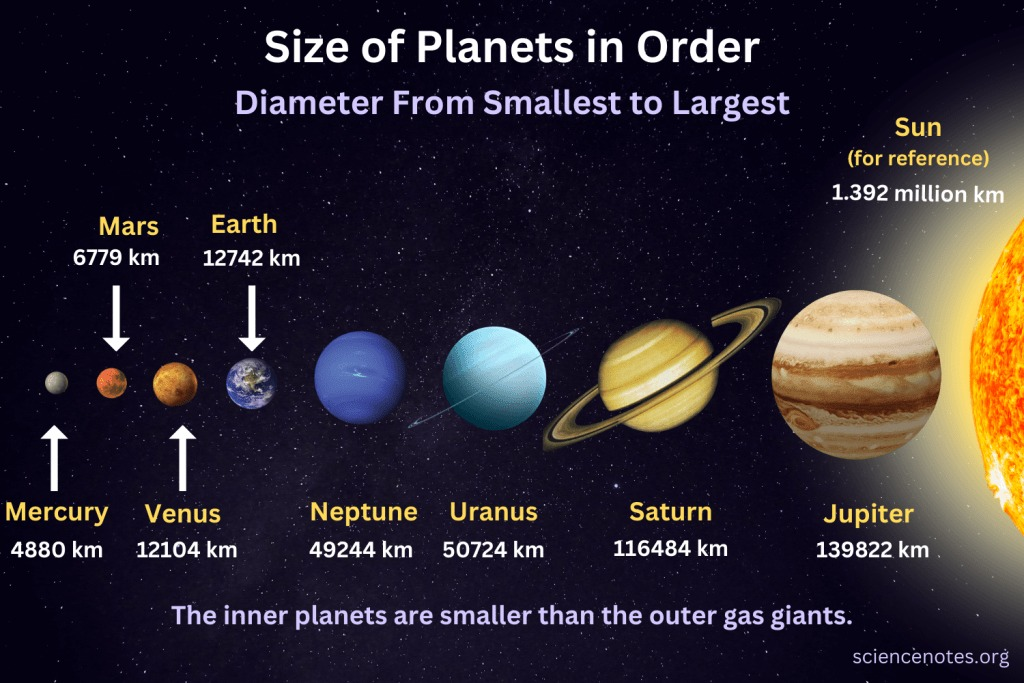 Size of Planets in Order
Diameter From Smallest to Largest
Sun
(for reference)
1.392 million km
Mars
6779 km
Earth
12742 km
Mercury
4880 km
Venus
12104 km
Neptune
49244 km
Uranus
50724 km
Saturn
116484 km
Jupiter
139822 km
The inner planets are smaller than the outer gas giants.
sciencenotes.org